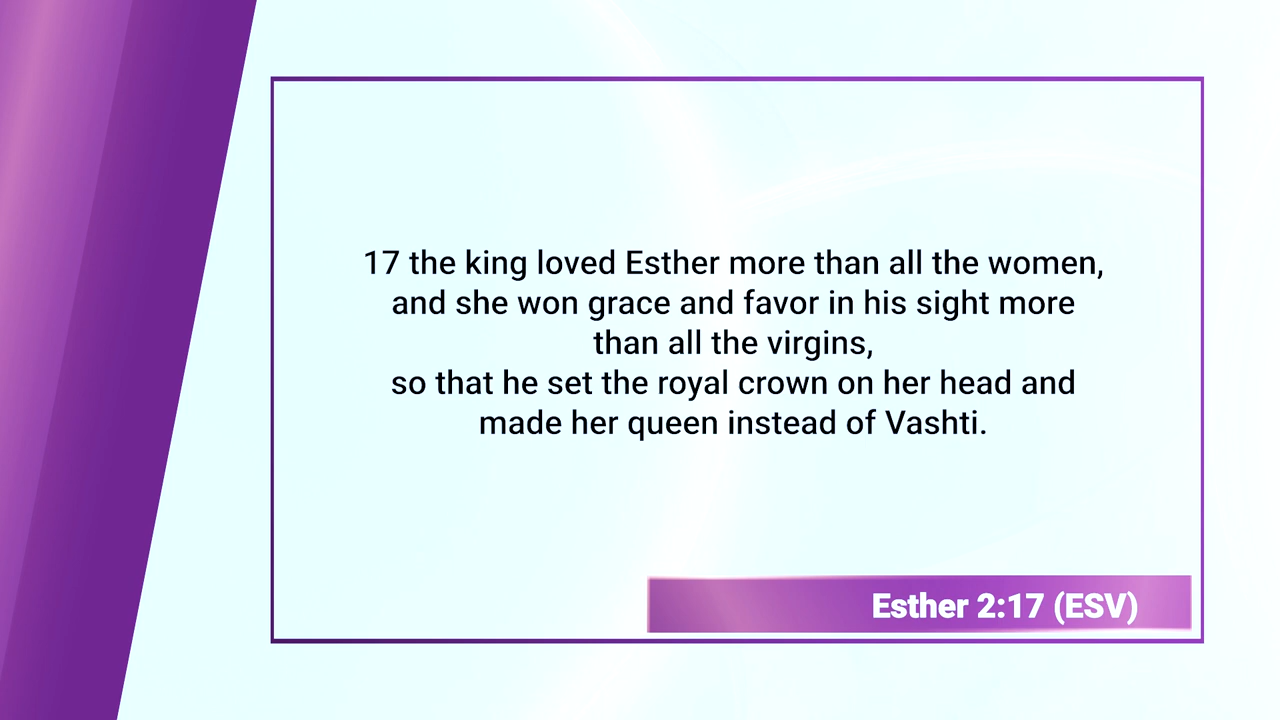 17 the king loved Esther more than all the women,
and she won grace and favor in his sight more
than all the virgins,
so that he set the royal crown on her head and
made her queen instead of Vashti.
Esther 2:17 (ESV)